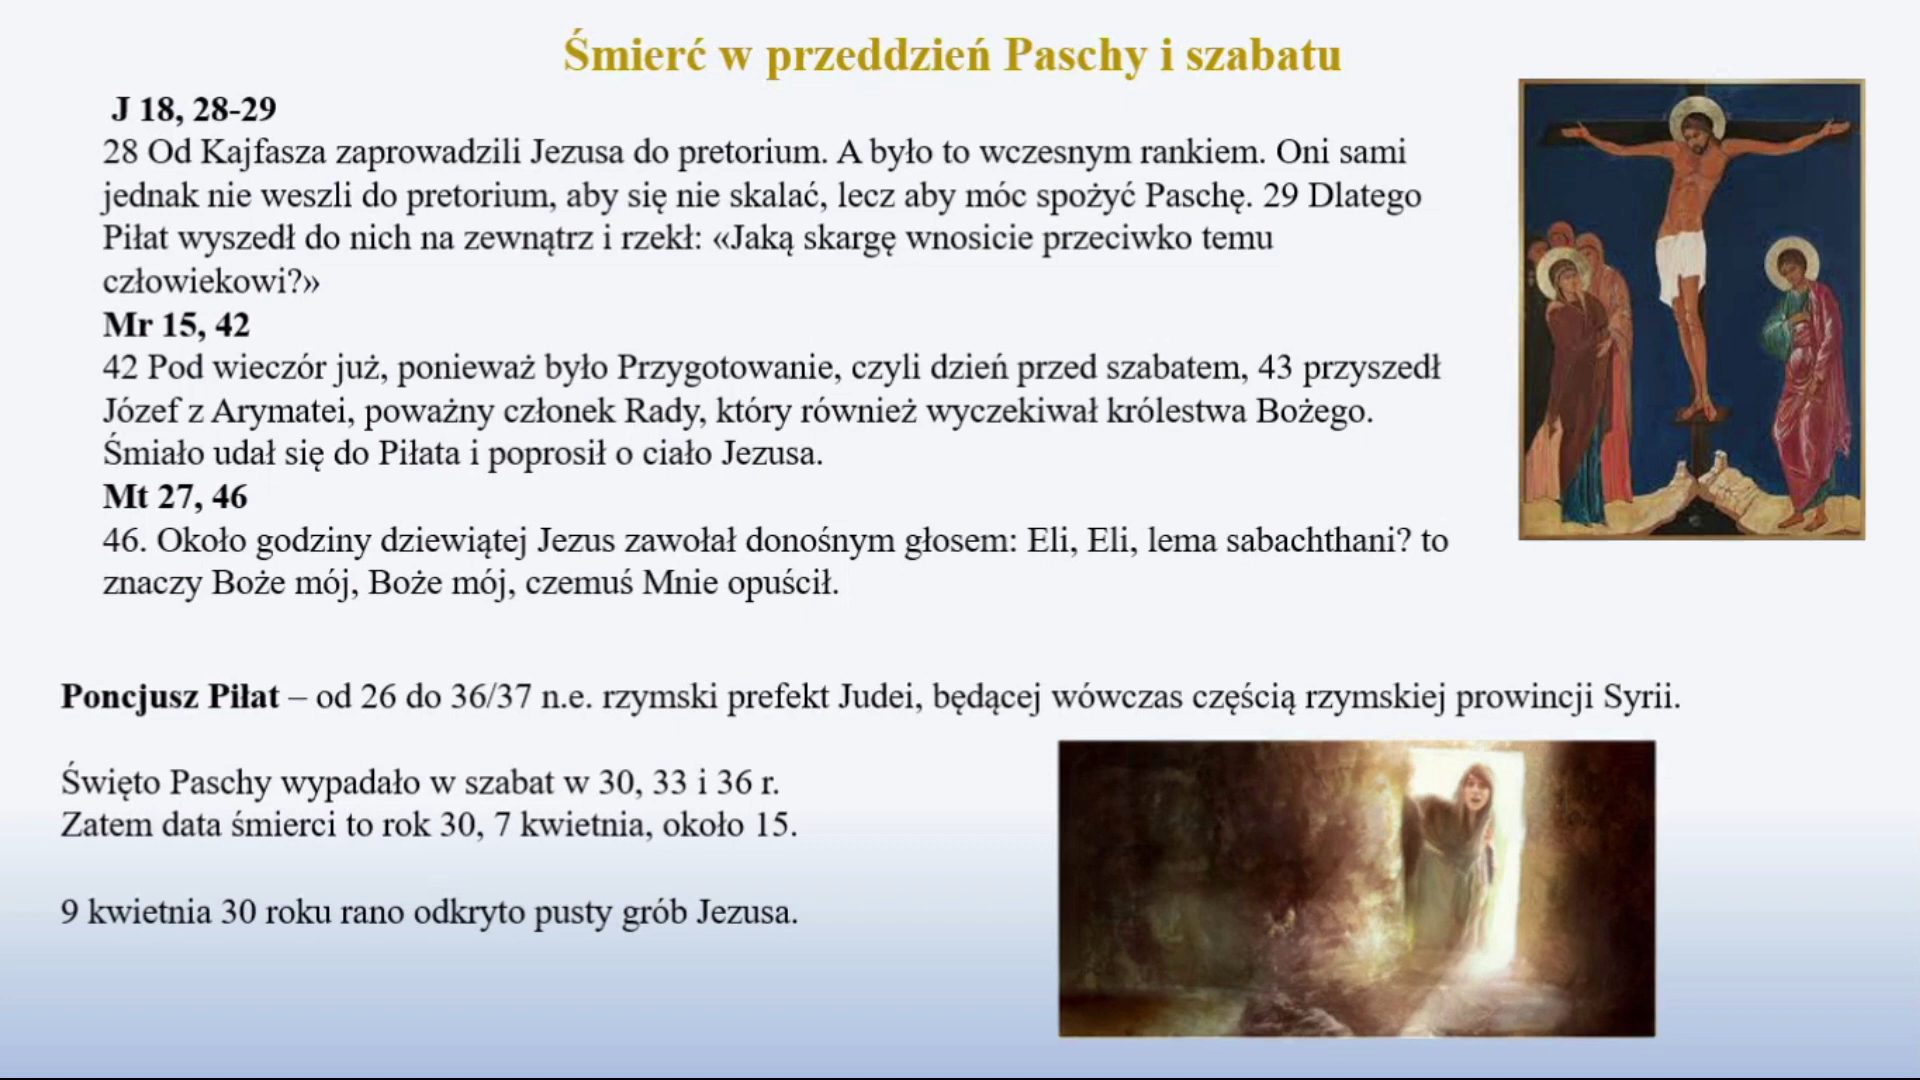 Śmierć w przeddzień Paschy i szabatu
J 18, 28-29
28 Od Kajfasza zaprowadzili Jezusa do pretorium. A było to wczesnym rankiem. Oni sami
jednak nie weszli do pretorium, aby się nie skalać, lecz aby móc spożyć Paschę. 29 Dlatego
Piłat wyszedł do nich na zewnątrz i rzekł: «Jaką skargę wnosicie przeciwko temu
człowiekowi?»
Mr 15, 42
42 Pod wieczór już, ponieważ było Przygotowanie, czyli dzień przed szabatem, 43 przyszedł
Józef z Arymatei, poważny członek Rady, który również wyczekiwał królestwa Bożego.
Śmiało udał się do Piłata i poprosił o ciało Jezusa.
Mt 27, 46
46. Około godziny dziewiątej Jezus zawołał donośnym głosem: Eli, Eli, lema sabachthani? to
znaczy Boże mój, Boże mój, czemuś Mnie opuścił.
Poncjusz Piłat – od 26 do 36/37 n.e. rzymski prefekt Judei, będącej wówczas częścią rzymskiej prowincji Syrii.
Święto Paschy wypadało w szabat w 30, 33 i 36 r.
Zatem data śmierci to rok 30, 7 kwietnia, około 15.
9 kwietnia 30 roku rano odkryto pusty grób Jezusa.